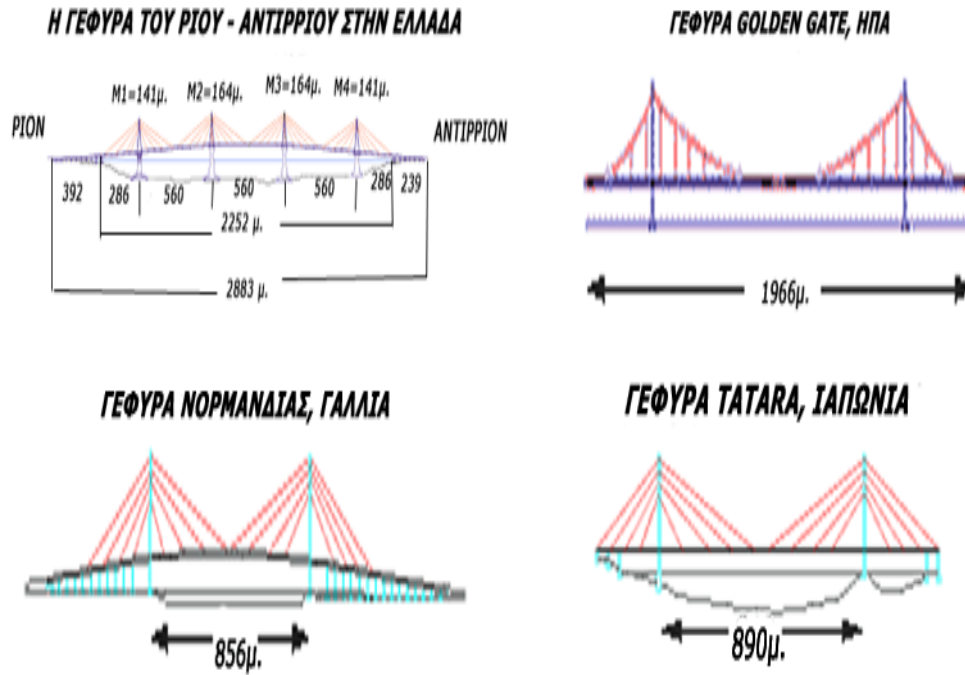 Η ΓΕΦΥΡΑ ΤΟΥ ΡΙΟΥ - ΑΝΤΙΡΡΙΟΥ ΣΤΗΝ ΕΛΛΑΔΑ
M1=141μ. M2=164μ. M3=164μ. M4=141μ.
ΡΙΟΝ
ΑΝΤΙΡΡΙΟΝ
392 286 560 560 560 286 239
2252 μ.
2883 μ.
ΓΕΦΥΡΑ GOLDEN GATE, ΗΠΑ
1966μ.
ΓΕΦΥΡΑ ΝΟΡΜΑΝΔΙΑΣ, ΓΑΛΛΙΑ
856μ.
ΓΕΦΥΡΑ TATARA, ΙΑΠΩΝΙΑ
890μ.